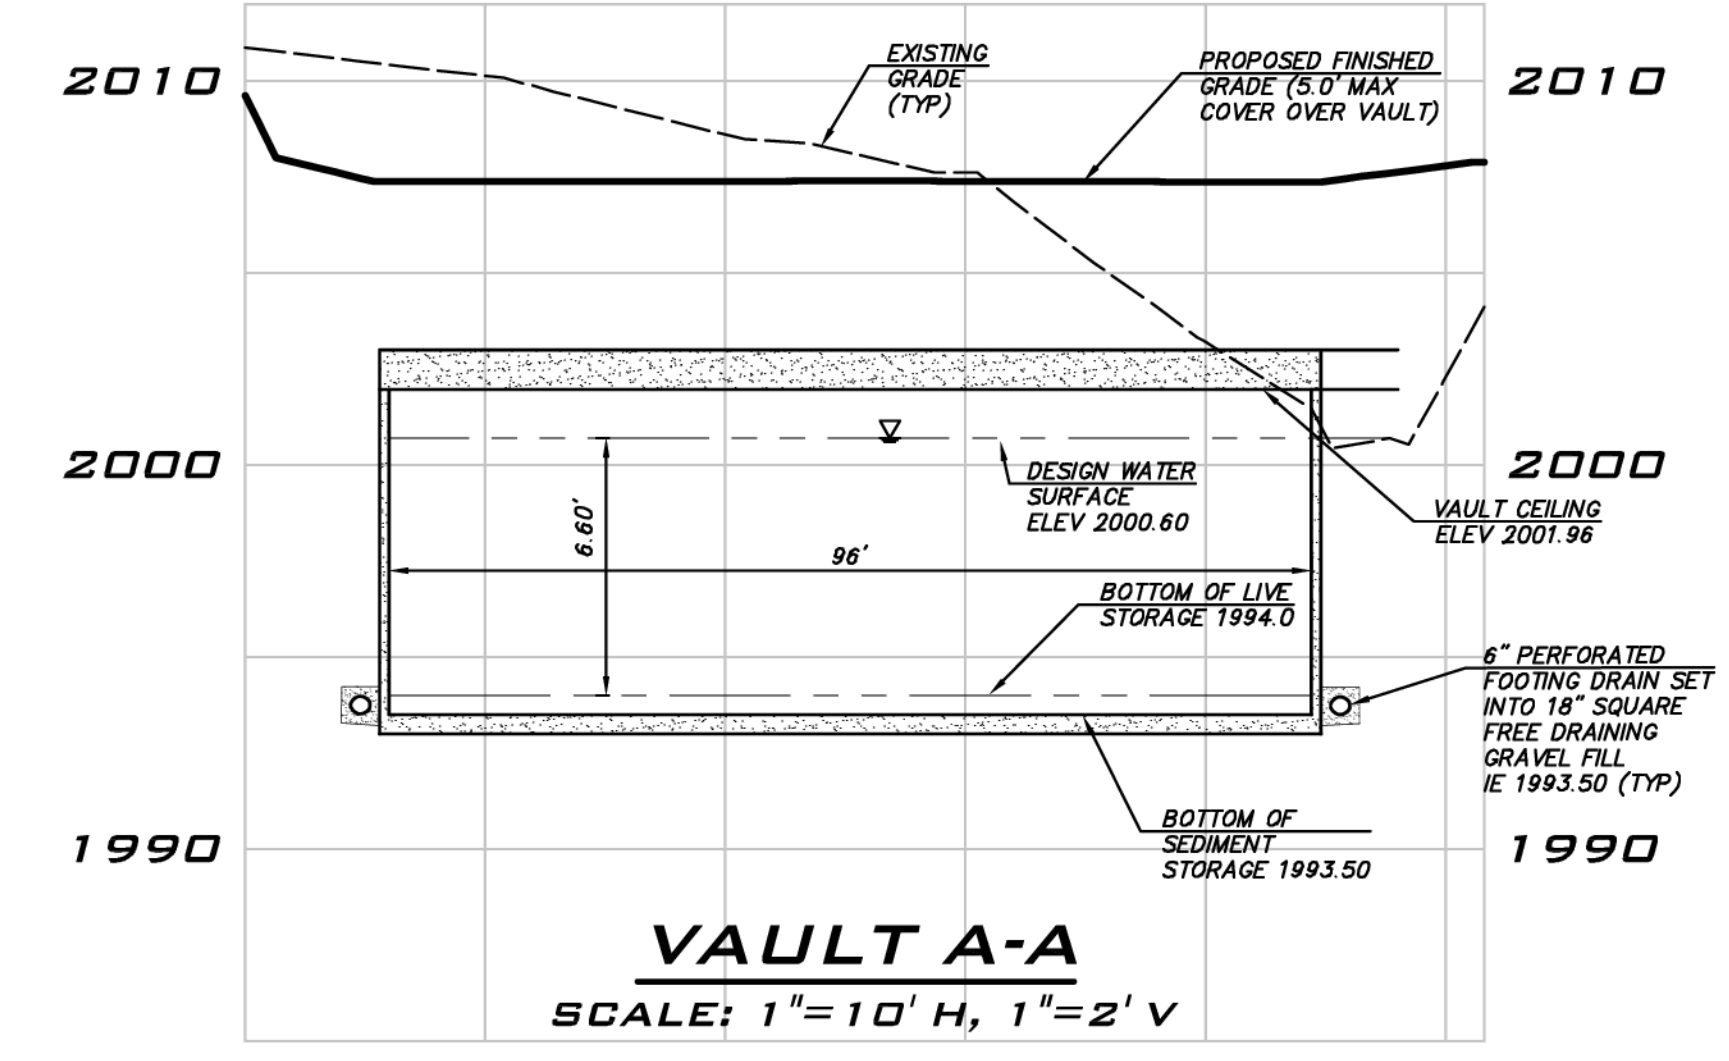 EXISTING
GRADE
(TYP)
PROPOSED FINISHED
GRADE (5.0' MAX
COVER OVER VAULT)
2010
2010
2000
2000
DESIGN WATER
SURFACE
ELEV 2000.60
VAULT CEILING
ELEV 2001.96
6.60'
96'
BOTTOM OF LIVE
STORAGE 1994.0
6" PERFORATED
FOOTING DRAIN SET
INTO 18" SQUARE
FREE DRAINING
GRAVEL FILL
IE 1993.50 (TYP)
BOTTOM OF
SEDIMENT
STORAGE 1993.50
1990
1990
VAULT A-A
SCALE: 1"=10' H, 1"=2' V